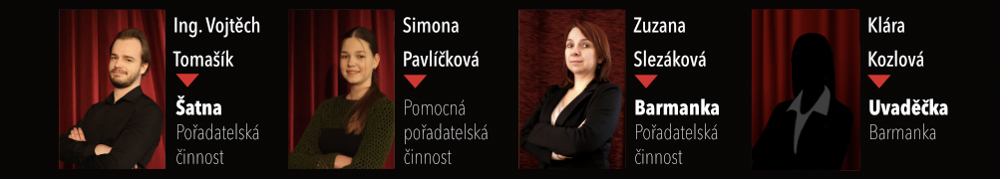 Ing. Vojtěch
Tomašík
Šatna
Pořadatelská
činnost
Simona
Pavlíčková
Pomocná
pořadatelská
činnost
Zuzana
Slezáková
Barmanka
Pořadatelská
činnost
Klára
Kozlová
Uvaděčka
Barmanka